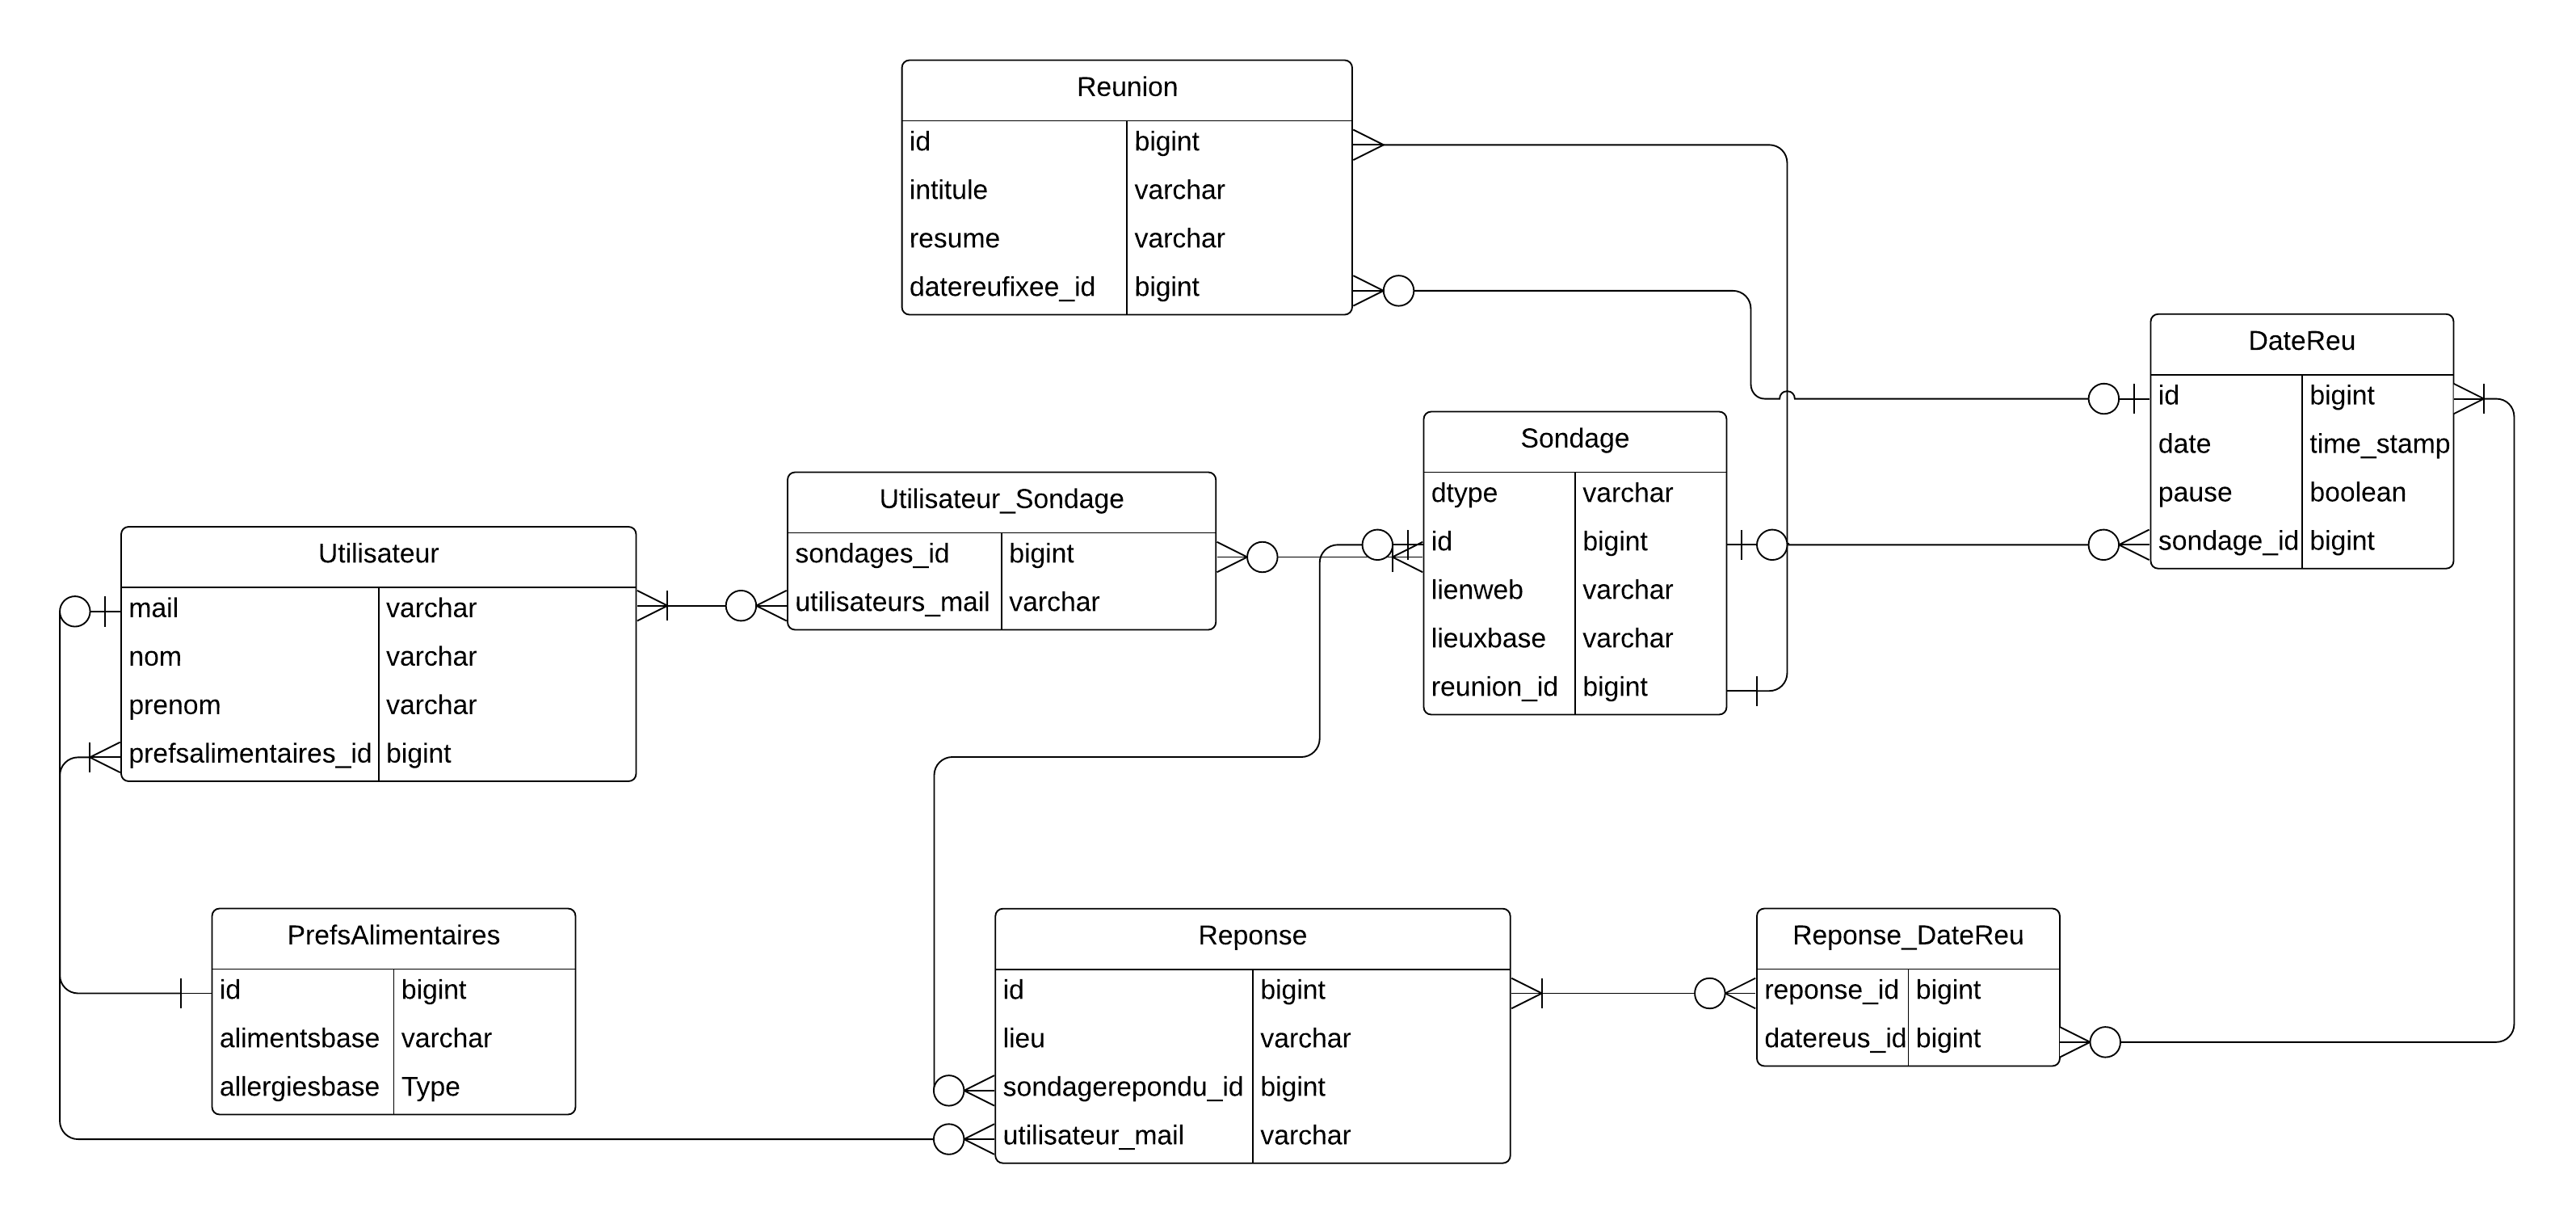 Reunion
id bigint
intitule varchar
resume varchar
datereufixee_id bigint
DateReu
id bigint
date time_stamp
pause boolean
sondage_id bigint
Sondage
dtype varchar
id bigint
lienweb varchar
lieuxbase varchar
reunion_id bigint
Utilisateur_Sondage
sondages_id bigint
utilisateurs_mail varchar
Utilisateur
mail varchar
nom varchar
prenom varchar
prefsalimentaires_id bigint
PrefsAlimentaires
id bigint
alimentsbase varchar
allergiesbase Type
Reponse
id bigint
lieu varchar
sondagerepondu_id bigint
utilisateur_mail varchar
Reponse_DateReu
reponse_id bigint
datereus_id bigint